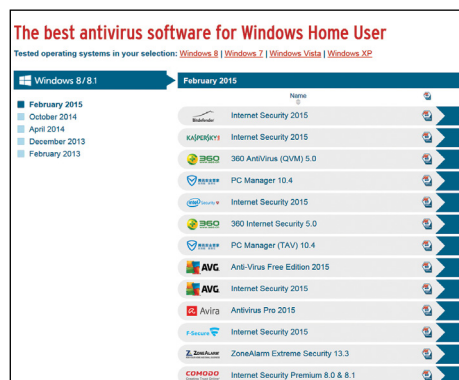 The best antivirus software for Windows Home User
Tested operating systems in your selection: Windows 8 | Windows 7 | Windows Vista | Windows XP
Windows 8/8.1
February 2015
October 2014
April 2014
December 2013
February 2013
February 2015
Name
Bitdefender Internet Security 2015
KASPERSKY Internet Security 2015
360 360 AntiVirus (QVM) 5.0
PC Manager 10.4
intel Security Internet Security 2015
360 360 Internet Security 5.0
PC Manager (TAV) 10.4
AVG Anti-Virus Free Edition 2015
AVG Internet Security 2015
Avira Antivirus Pro 2015
F-Secure Internet Security 2015
ZONEALARM ZoneAlarm Extreme Security 13.3
COMODO Internet Security Premium 8.0 & 8.1